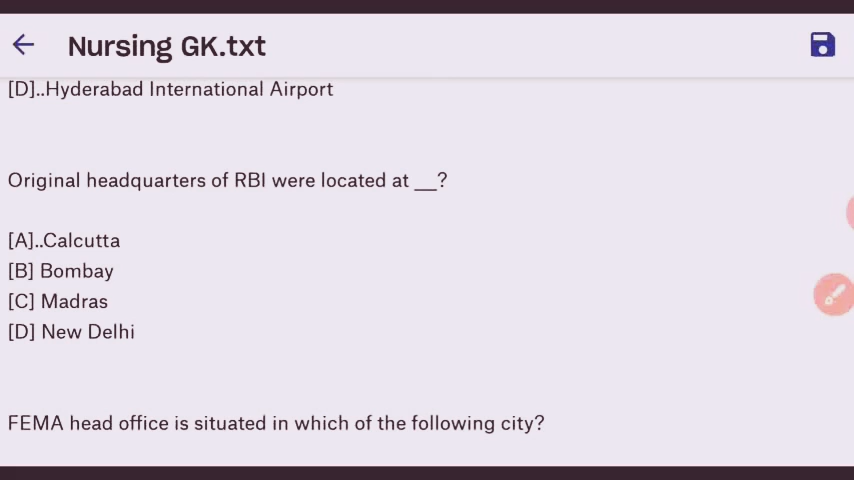 Nursing GK.txt
[D]..Hyderabad International Airport
Original headquarters of RBI were located at __?
[A]..Calcutta
[B] Bombay
[C] Madras
[D] New Delhi
FEMA head office is situated in which of the following city?